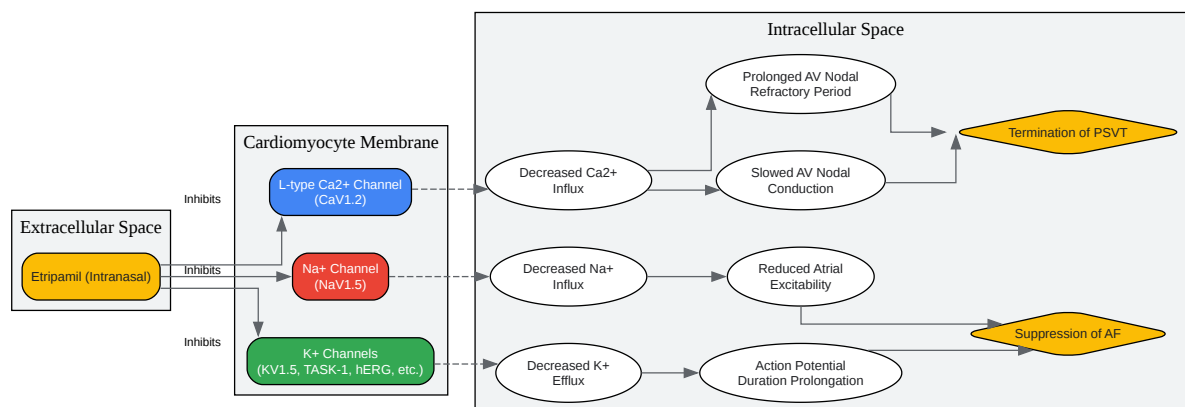 Intracellular Space
Prolonged AV Nodal
Refractory Period
Termination of PSVT
Cardiomyocyte Membrane
L-type Ca2+ Channel
(CaV1.2)
Decreased Ca2+
Influx
Slowed AV Nodal
Conduction
Inhibits
Extracellular Space
Etripamil (Intranasal)
Inhibits
Na+ Channel
(NaV1.5)
Decreased Na+
Influx
Reduced Atrial
Excitability
Suppression of AF
Inhibits
K+ Channels
(KV1.5, TASK-1, hERG, etc.)
Decreased K+
Efflux
Action Potential
Duration Prolongation